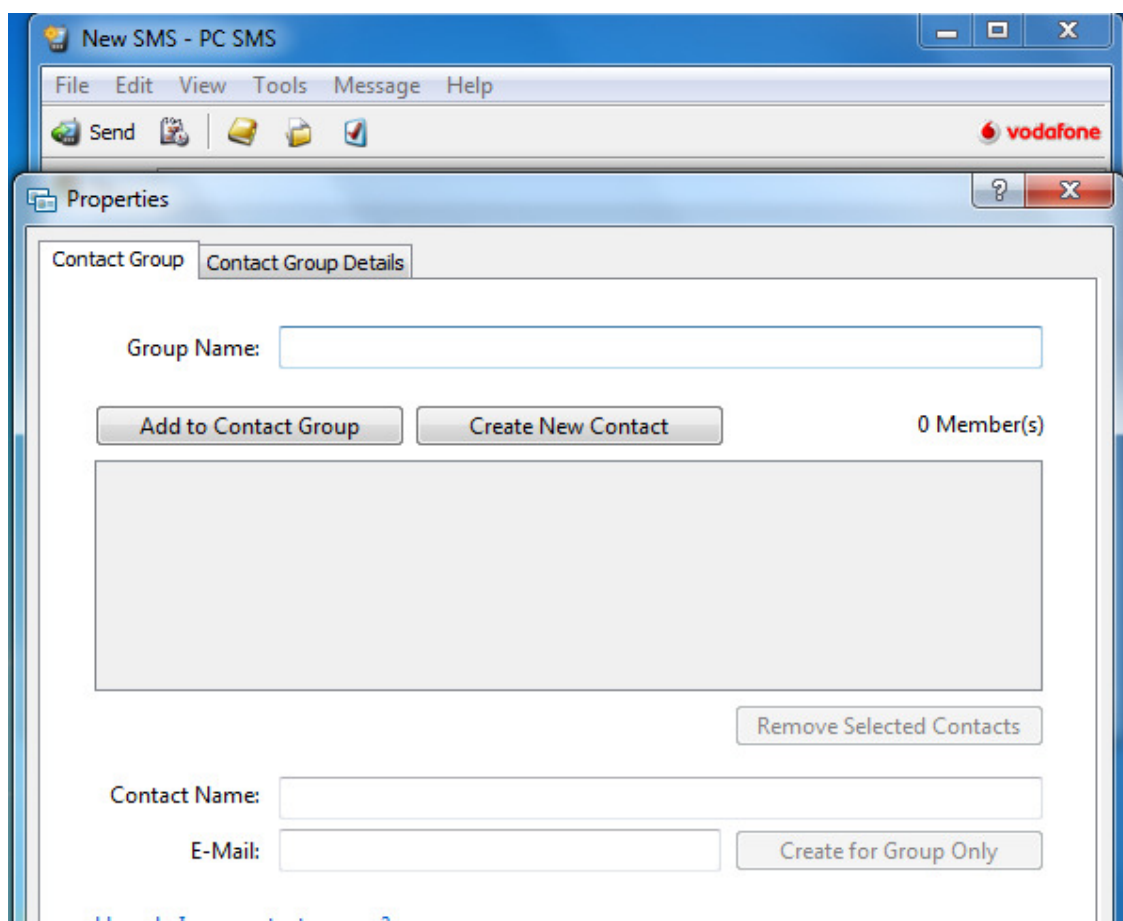 New SMS - PC SMS
File Edit View Tools Message Help
Send vodafone
Properties
Contact Group Contact Group Details
Group Name:
Add to Contact Group Create New Contact 0 Member(s)
Remove Selected Contacts
Contact Name:
E-Mail: Create for Group Only